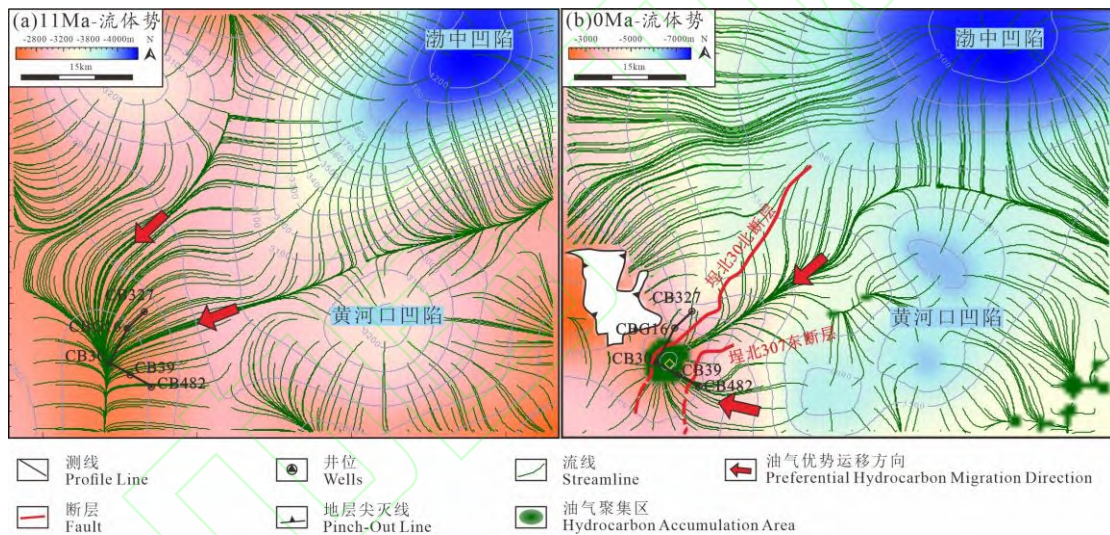 (a)11Ma-流体势
-2800 -3200 -3800 -4000m N
15km
渤中凹陷
黄河口凹陷
CB327
CB39
CB482
(b)0Ma-流体势
-3000 -5000 -7000m N
15km
渤中凹陷
埕北30北断层
CB327
CBG16
黄河口凹陷
埕北307东断层
CB30
CB39
CB482
测线
Profile Line
井位
Wells
流线
Streamline
油气优势运移方向
Preferential Hydrocarbon Migration Direction
断层
Fault
地层尖灭线
Pinch-Out Line
油气聚集区
Hydrocarbon Accumulation Area